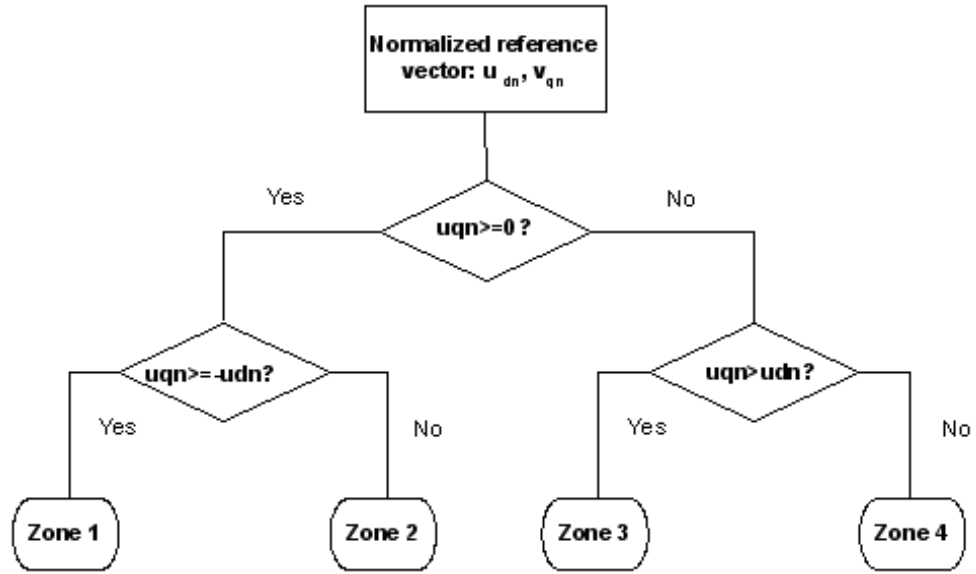 Normalized reference
vector: u dn, v qn
Yes
No
uqn>=0 ?
uqn>=-udn?
uqn>udn?
Yes
No
Yes
No
Zone 1
Zone 2
Zone 3
Zone 4